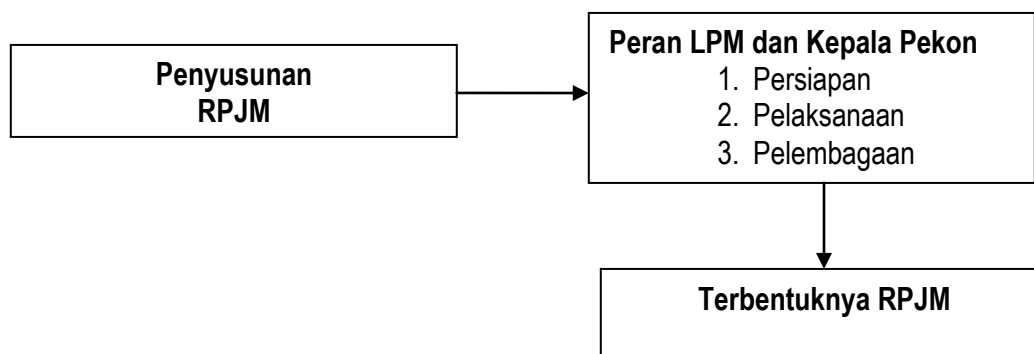 Penyusunan
RPJM
Peran LPM dan Kepala Pekon
1. Persiapan
2. Pelaksanaan
3. Pelembagaan
Terbentuknya RPJM